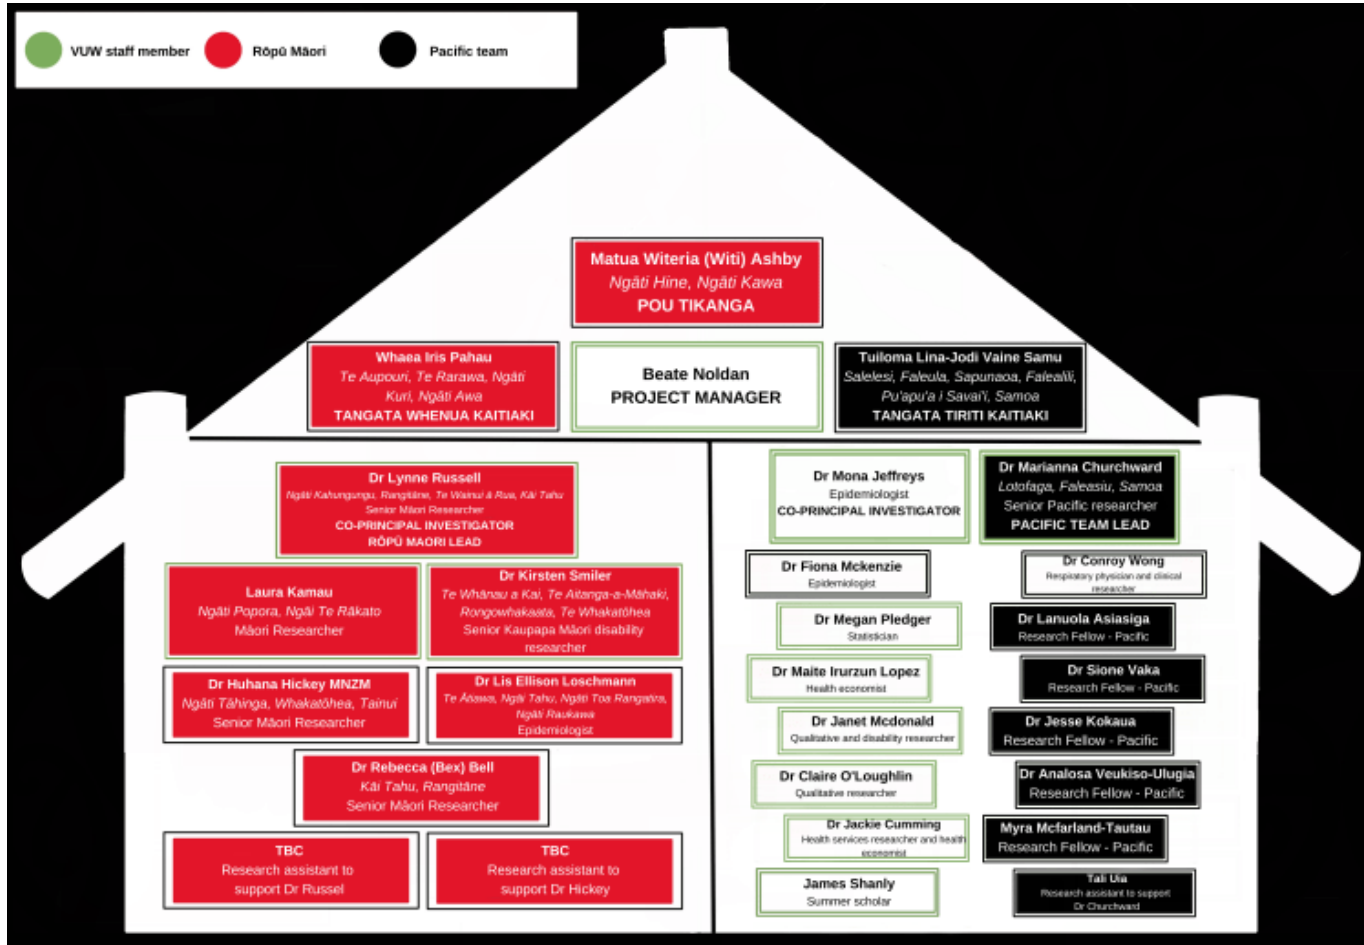 VUW staff member
Rōpū Māori
Pacific team
Matua Witeria (Witi) Ashby
Ngāti Hine, Ngāti Kawa
POU TIKANGA
Whaea Iris Pahau
Te Aupouri, Te Rarawa, Ngāti
Kuri, Ngāti Awa
TANGATA WHENUA KAITIAKI
Beate Noldan
PROJECT MANAGER
Tuiloma Lina-Jodi Vaine Samu
Salelesi, Faleula, Sapunaoa, Falealili,
Pu'apu'a i Savai'i, Samoa
TANGATA TIRITI KAITIAKI
Dr Lynne Russell
Ngāti Kahungungu, Rangitāne, Te Wainui ā Rua, Kāi Tahu
Senior Māori Researcher
CO-PRINCIPAL INVESTIGATOR
RŌPŪ MAORI LEAD
Laura Kamau
Ngāti Popora, Ngāi Te Rākato
Māori Researcher
Dr Kirsten Smiler
Te Whānau a Kai, Te Aitanga-a-Māhaki,
Rongowhakaata, Te Whakatōhea
Senior Kaupapa Māori disability
researcher
Dr Huhana Hickey MNZM
Ngāti Tāhinga, Whakatōhea, Tainui
Senior Māori Researcher
Dr Lis Ellison Loschmann
Te Ātiawa, Ngāi Tahu, Ngāti Toa Rangatira,
Ngāti Raukawa
Epidemiologist
Dr Rebecca (Bex) Bell
Kāi Tahu, Rangitāne
Senior Māori Researcher
TBC
Research assistant to
support Dr Russel
TBC
Research assistant to
support Dr Hickey
Dr Mona Jeffreys
Epidemiologist
CO-PRINCIPAL INVESTIGATOR
Dr Marianna Churchward
Lotofaga, Faleasiu, Samoa
Senior Pacific researcher
PACIFIC TEAM LEAD
Dr Fiona Mckenzie
Epidemiologist
Dr Conroy Wong
Respiratory physician and clinical
researcher
Dr Megan Pledger
Statistician
Dr Lanuola Asiasiga
Research Fellow - Pacific
Dr Maite Irurzun Lopez
Health economist
Dr Sione Vaka
Research Fellow - Pacific
Dr Janet Mcdonald
Qualitative and disability researcher
Dr Jesse Kokaua
Research Fellow - Pacific
Dr Claire O'Loughlin
Qualitative researcher
Dr Analosa Veukiso-Ulugia
Research Fellow - Pacific
Dr Jackie Cumming
Health services researcher and health
economist
Myra Mcfarland-Tautau
Research Fellow - Pacific
James Shanly
Summer scholar
Tali Uia
Research assistant to support
Dr Churchward